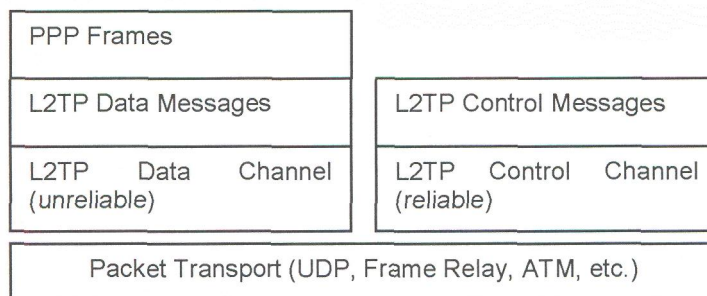 PPP Frames
L2TP Data Messages
L2TP Data Channel
(unreliable)
L2TP Control Messages
L2TP Control Channel
(reliable)
Packet Transport (UDP, Frame Relay, ATM, etc.)